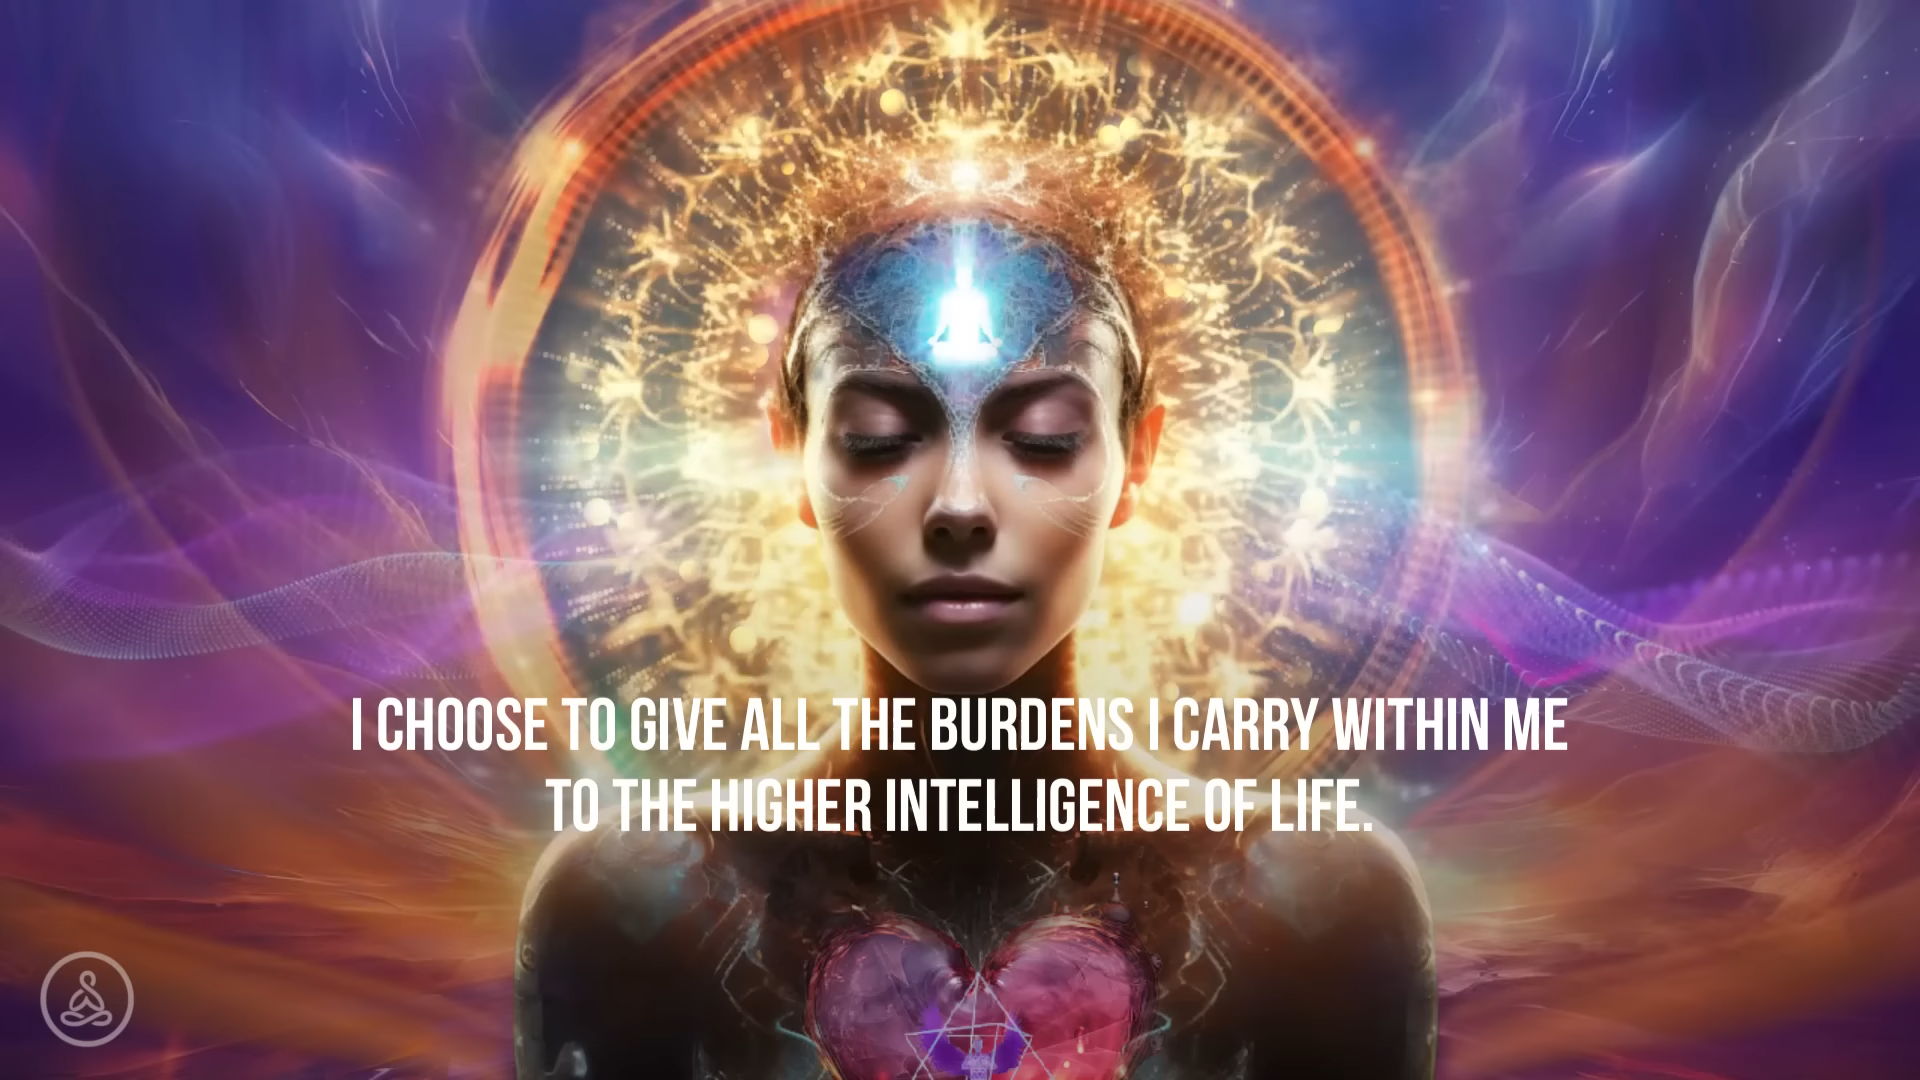 I CHOOSE TO GIVE ALL THE BURDENS I CARRY WITHIN ME
TO THE HIGHER INTELLIGENCE OF LIFE.